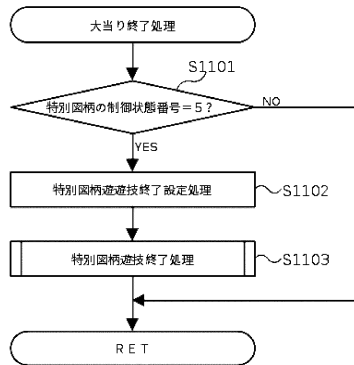 大当り終了処理
S1101
特別図柄の制御状態番号=5?
NO
YES
特別図柄遊遊技終了設定処理
S1102
特別図柄遊技終了処理
S1103
RET